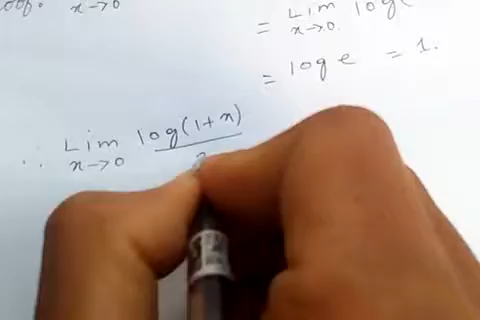 x→0
= Lim log(
x→0
= log e = 1.
∴ Lim log(1+x)
x→0